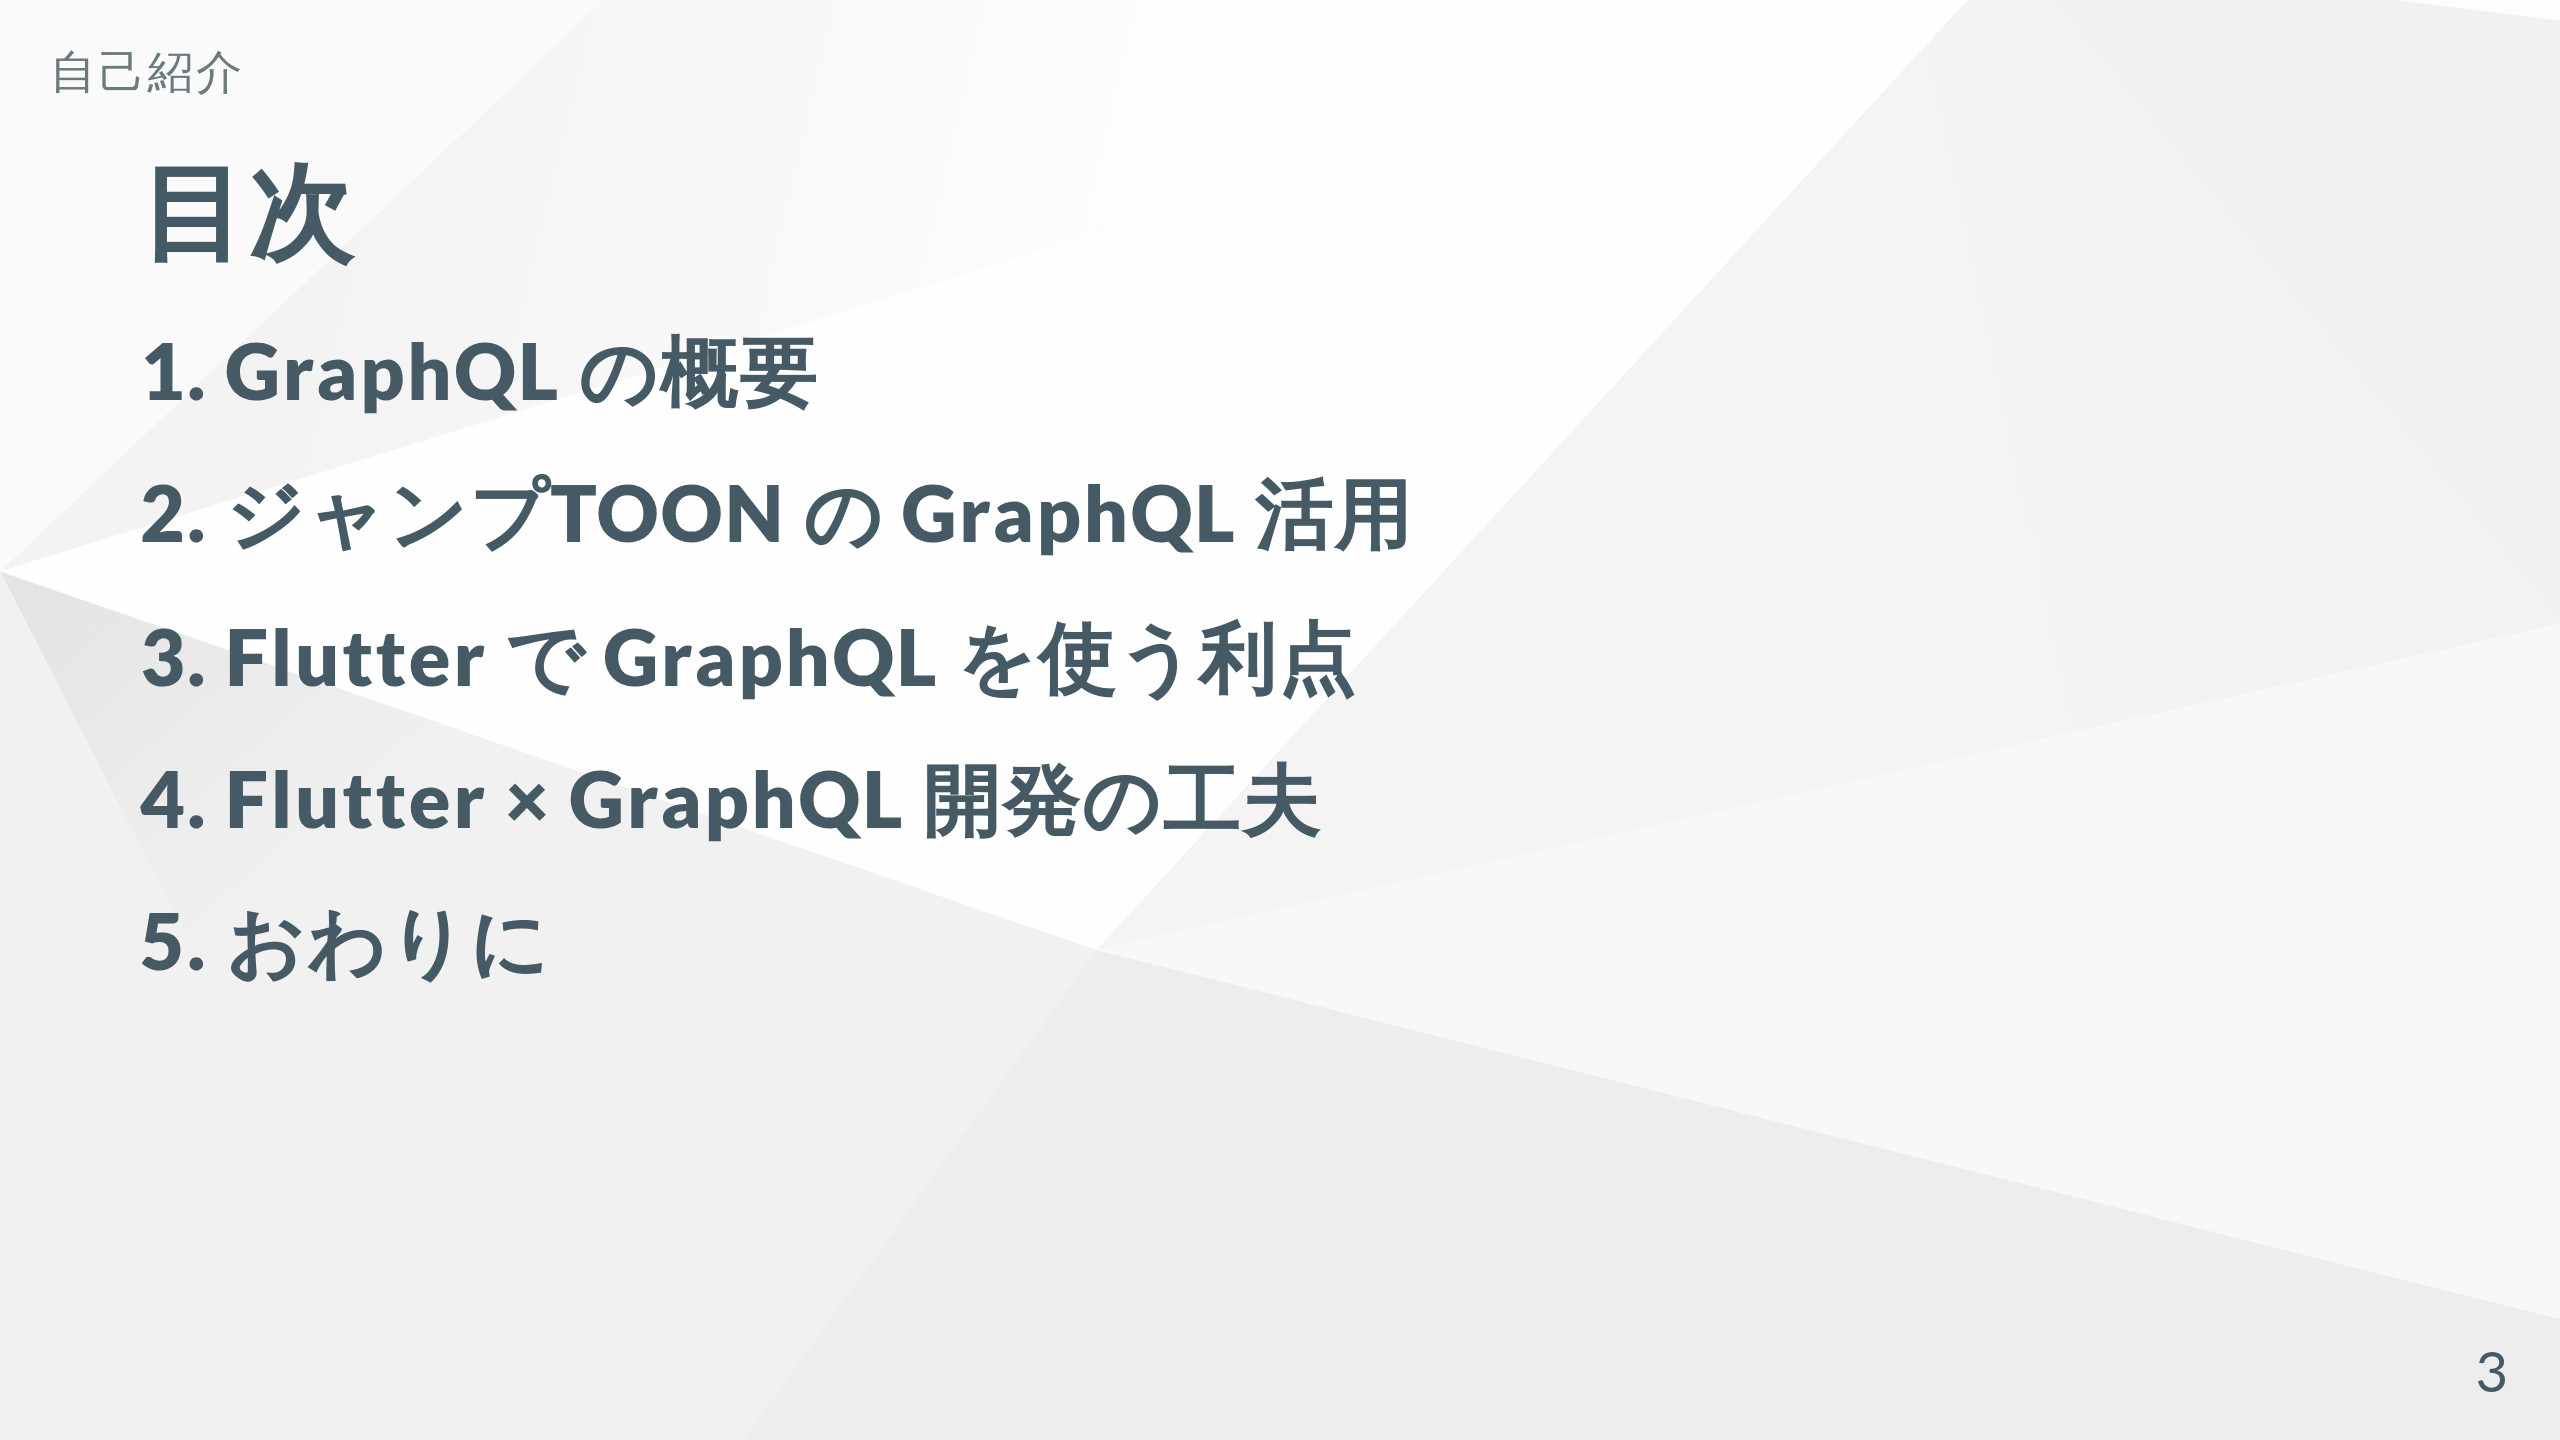 自己紹介
目次
1. GraphQL の概要
2. ジャンプTOON の GraphQL 活用
3. Flutter で GraphQL を使う利点
4. Flutter × GraphQL 開発の工夫
5. おわりに
3